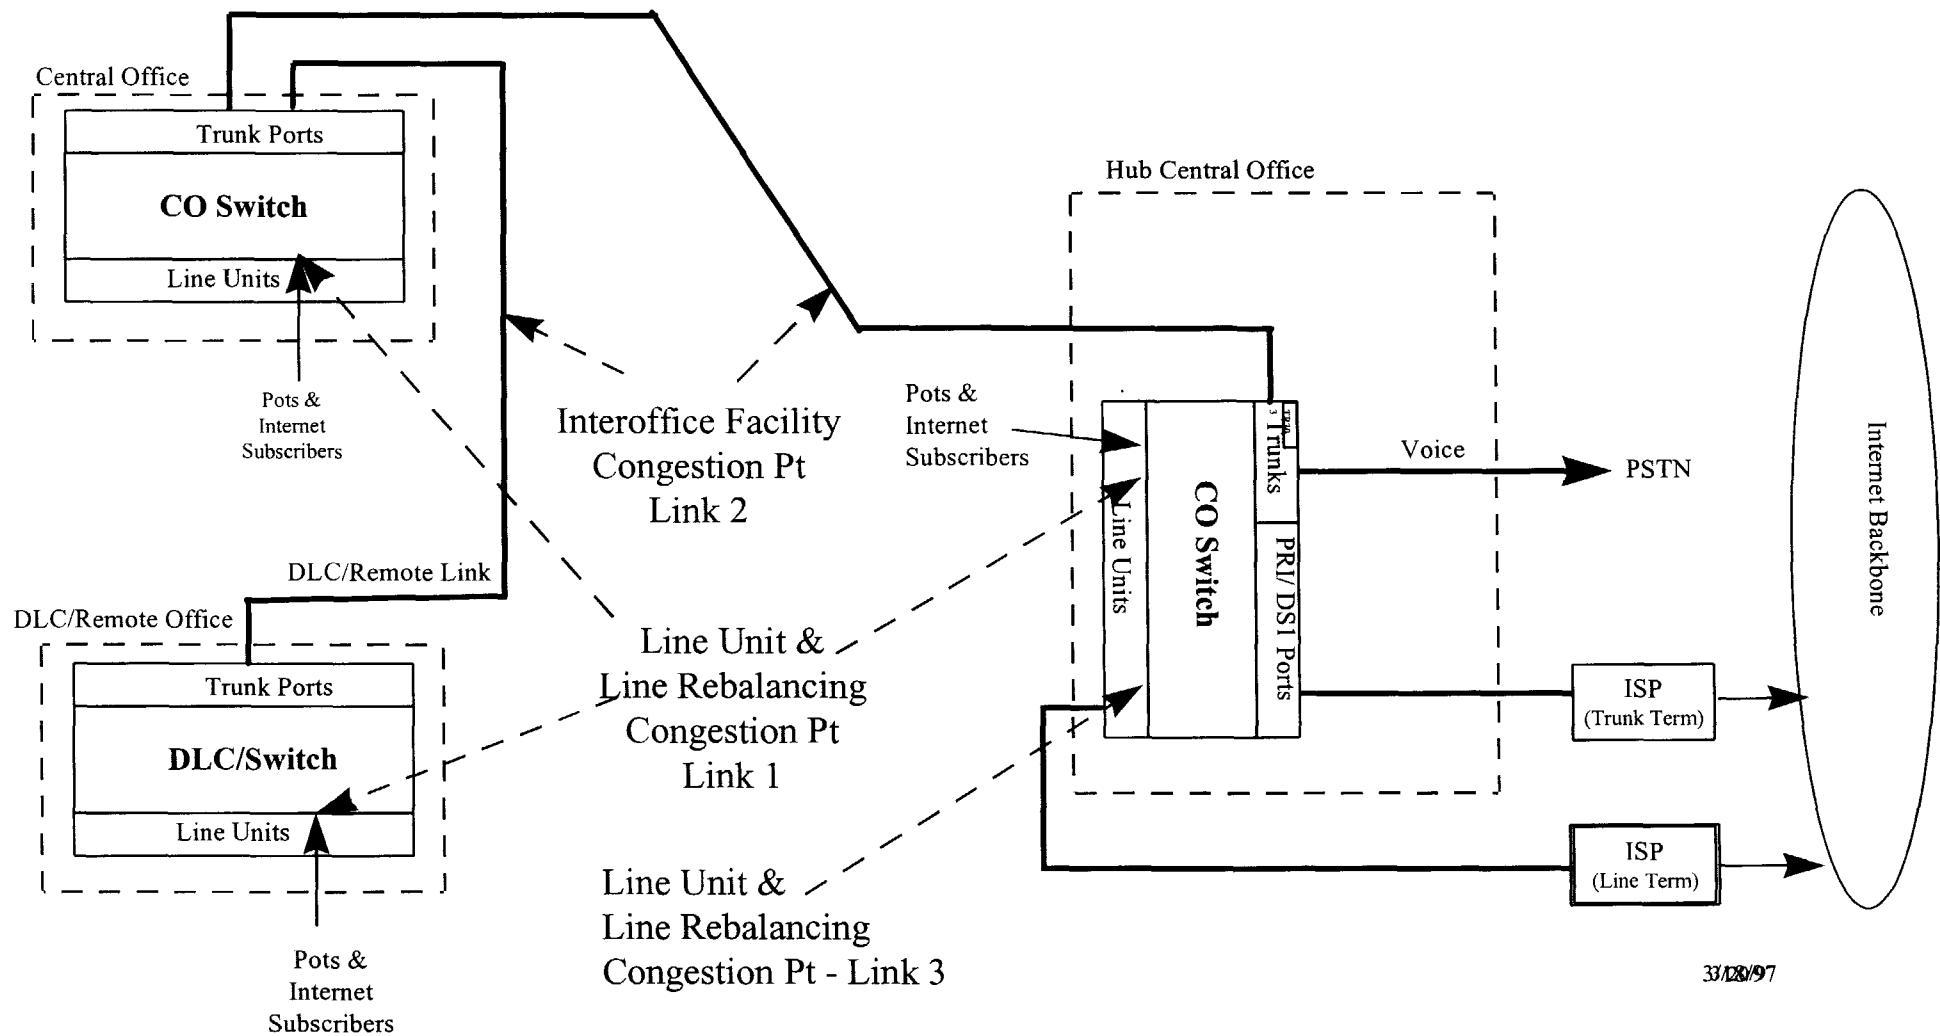 Central Office
Trunk Ports
CO Switch
Line Units
Pots &
Internet
Subscribers
DLC/Remote Link
DLC/Remote Office
Trunk Ports
DLC/Switch
Line Units
Pots &
Internet
Subscribers
Interoffice Facility
Congestion Pt
Link 2
Line Unit &
Line Rebalancing
Congestion Pt
Link 1
Line Unit &
Line Rebalancing
Congestion Pt - Link 3
Hub Central Office
Pots &
Internet
Subscribers
Line Units
CO Switch
Trunks
PRI/ DS1 Ports
Voice
PSTN
ISP
(Trunk Term)
ISP
(Line Term)
Internet Backbone